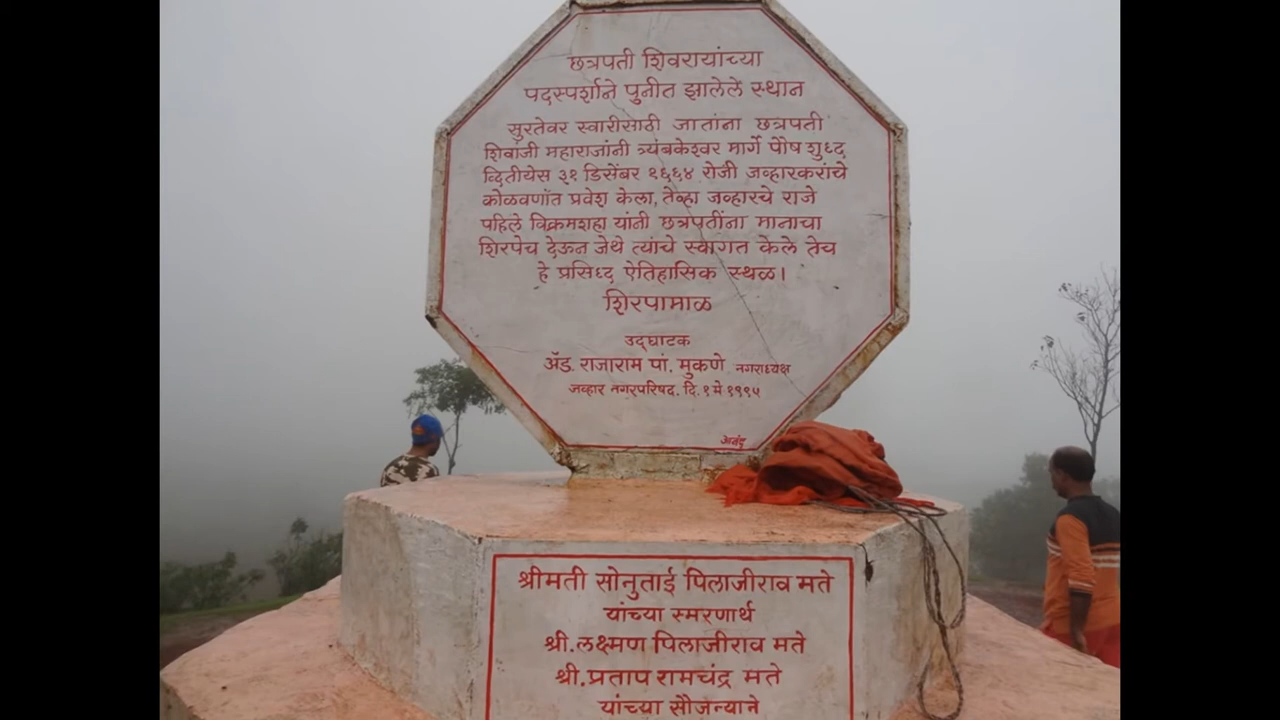 छत्रपती शिवरायांच्या
पदस्पर्शाने पुनीत झालेले स्थान
सुरतेवर स्वारीसाठी जातांना छत्रपती
शिवाजी महाराजांनी त्र्यंबकेश्वर मार्गे पौष शुध्द
व्दितीयेस ३१ डिसेंबर १६६४ रोजी जव्हारकरांचे
कोळवणांत प्रवेश केला, तेंव्हा जव्हारचे राजे
पहिले विक्रमशहा यांनी छत्रपतींना मानाचा
शिरपेच देऊन जेथे त्यांचे स्वागत केले तेच
हे प्रसिध्द ऐतिहासिक स्थळ।
शिरपामाळ
उद्घाटक
ॲड. राजाराम पां. मुकणे नगराध्यक्ष
जव्हार नगरपरिषद. दि. १ मे १९९५
आनंद
श्रीमती सोनुताई पिलाजीराव मते
यांच्या स्मरणार्थ
श्री.लक्ष्मण पिलाजीराव मते
श्री.प्रताप रामचंद्र मते
यांच्या सौजन्याने